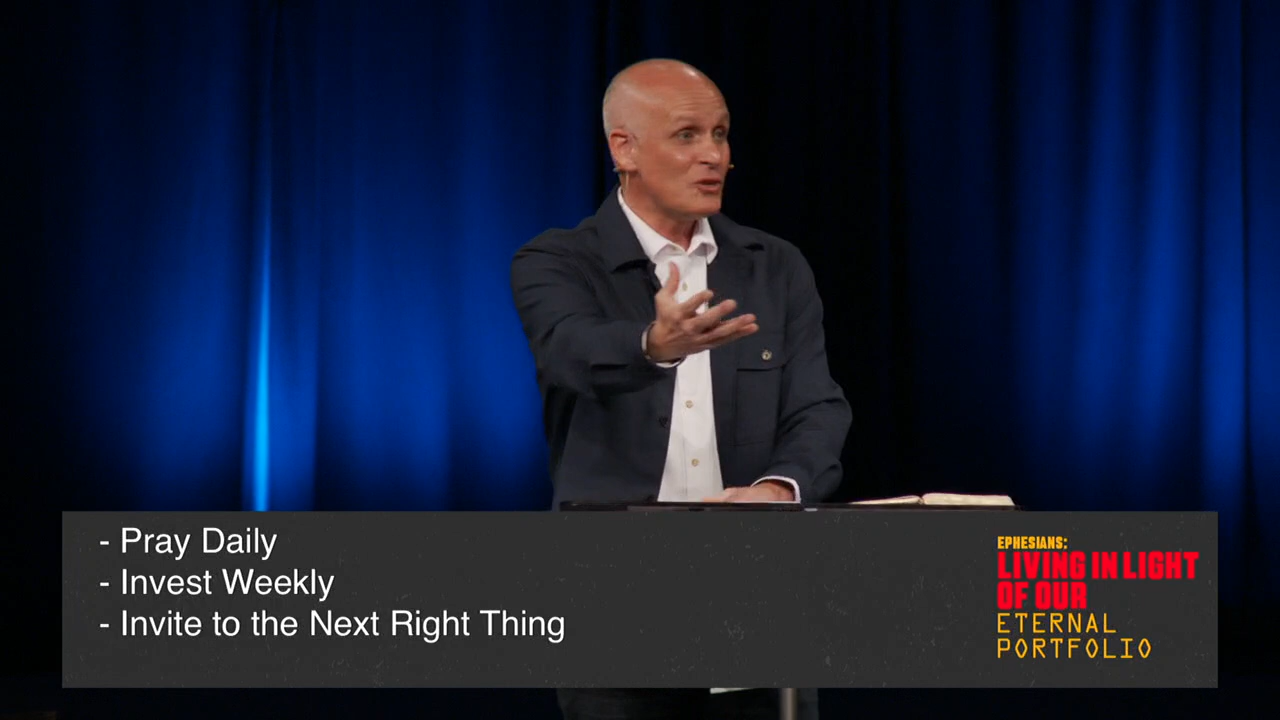 - Pray Daily
- Invest Weekly
- Invite to the Next Right Thing
EPHESIANS:
LIVING IN LIGHT
OF OUR
ETERNAL
PORTFOLIO